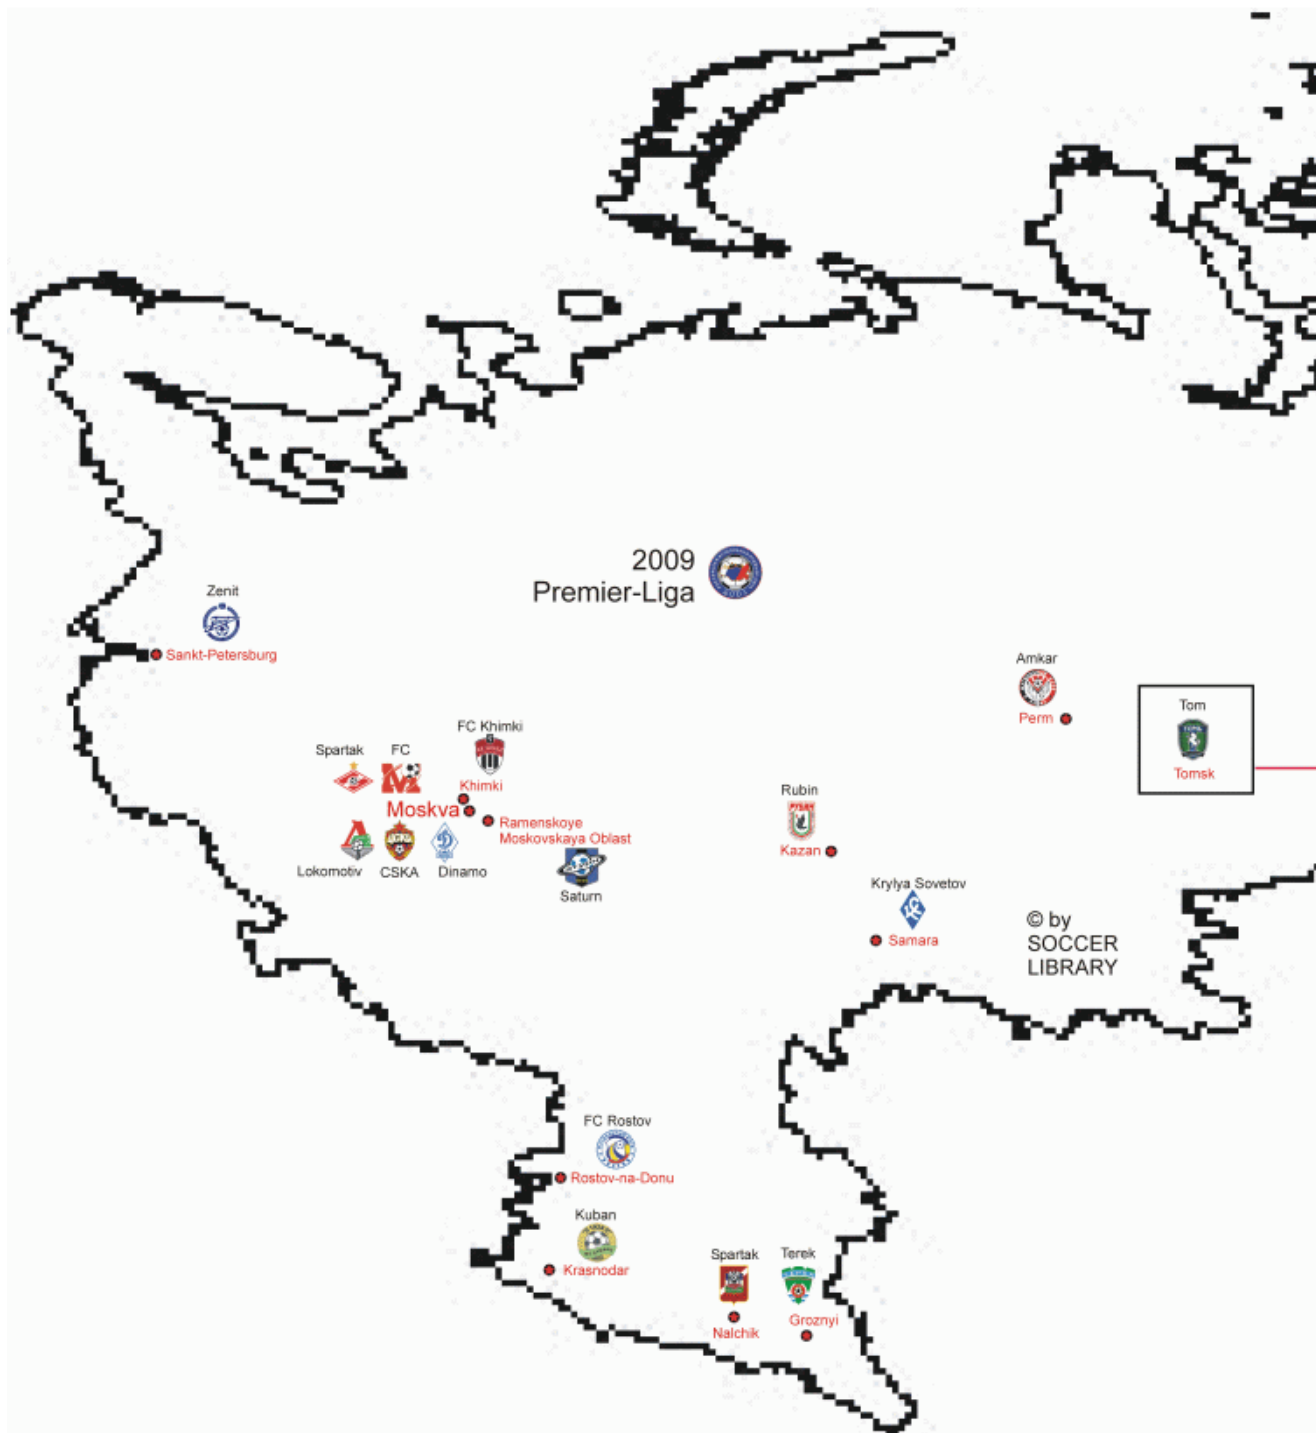 2009
Premier-Liga
Zenit
Sankt-Petersburg
Amkar
Perm
Tom
Tomsk
FC Khimki
Spartak
FC
Khimki
Moskva
Ramenskoye
Moskovskaya Oblast
Lokomotiv
CSKA
Dinamo
Saturn
Rubin
РУБИН
Kazan
Krylya Sovetov
Samara
© by
SOCCER
LIBRARY
FC Rostov
Rostov-na-Donu
Kuban
Krasnodar
Spartak
Nalchik
Terek
Groznyi